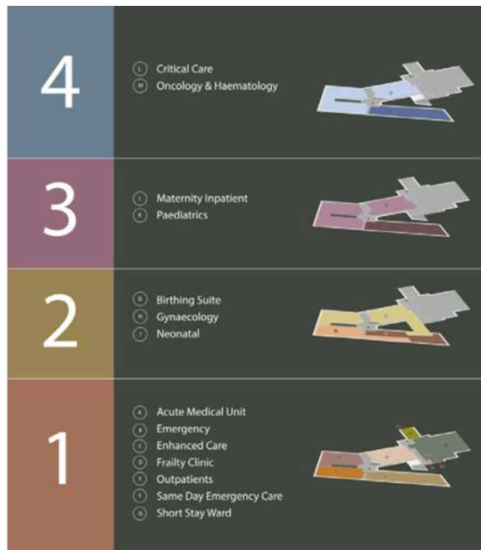 4
L Critical Care
M Oncology & Haematology
3
Maternity Inpatient
K Paediatrics
2
Birthing Suite
H Gynaecology
Neonatal
1
A Acute Medical Unit
B Emergency
C Enhanced Care
D Frailty Clinic
E Outpatients
F Same Day Emergency Care
G Short Stay Ward